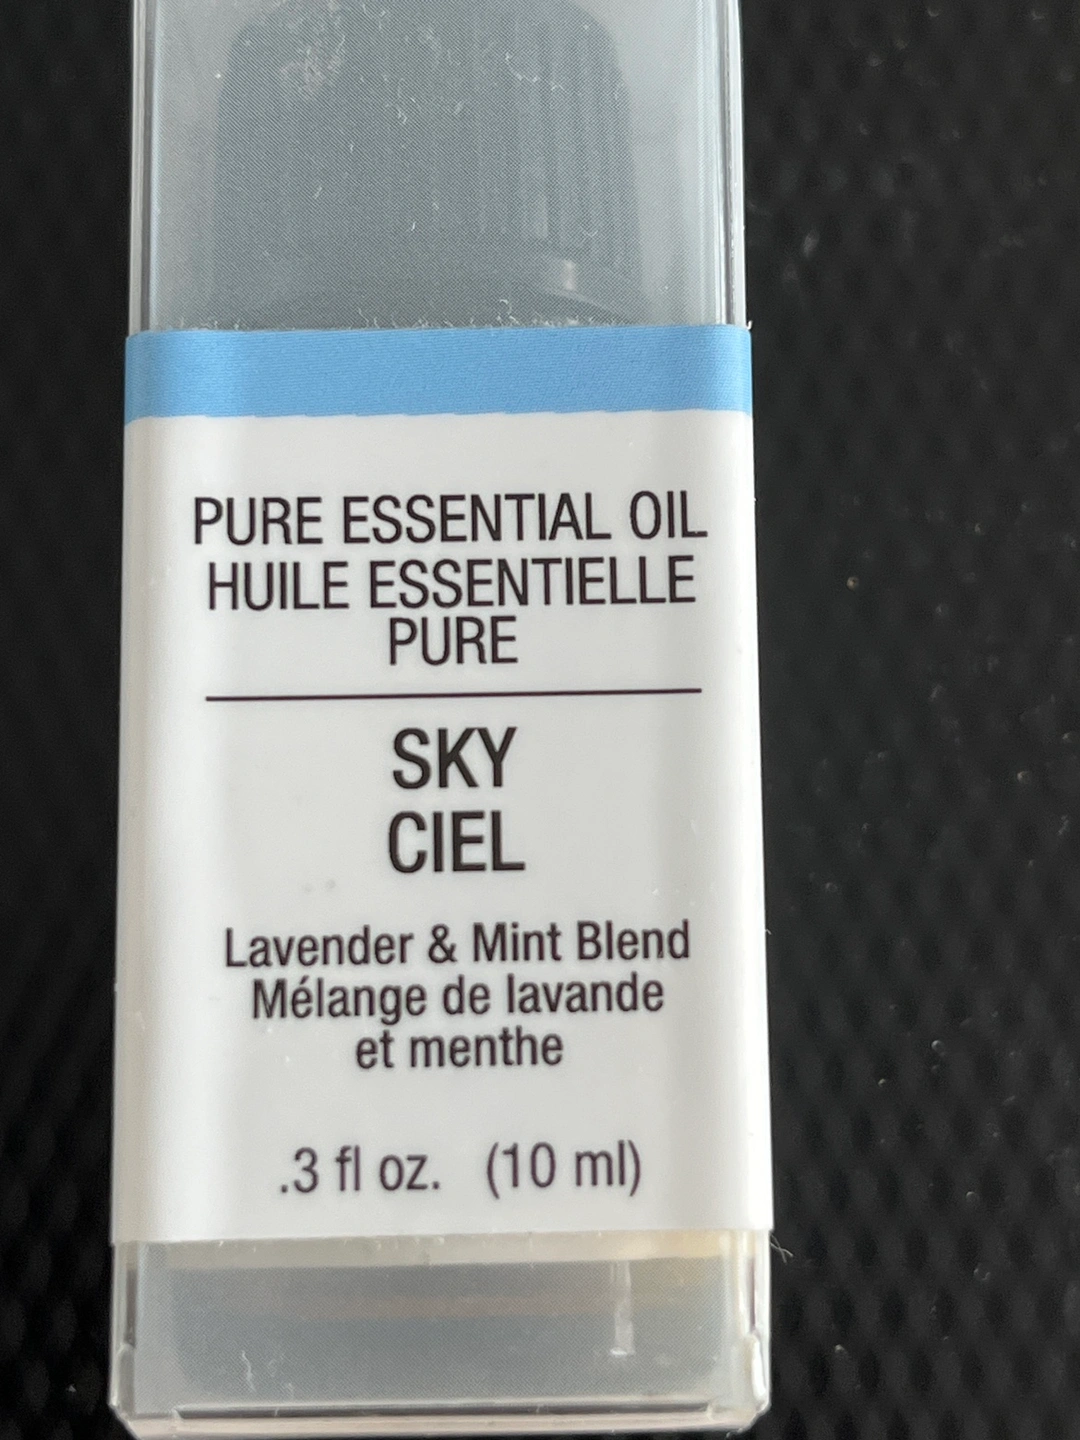 PURE ESSENTIAL OIL
HUILE ESSENTIELLE
PURE
SKY
CIEL
Lavender & Mint Blend
Mélange de lavande
et menthe
.3 fl oz. (10 ml)